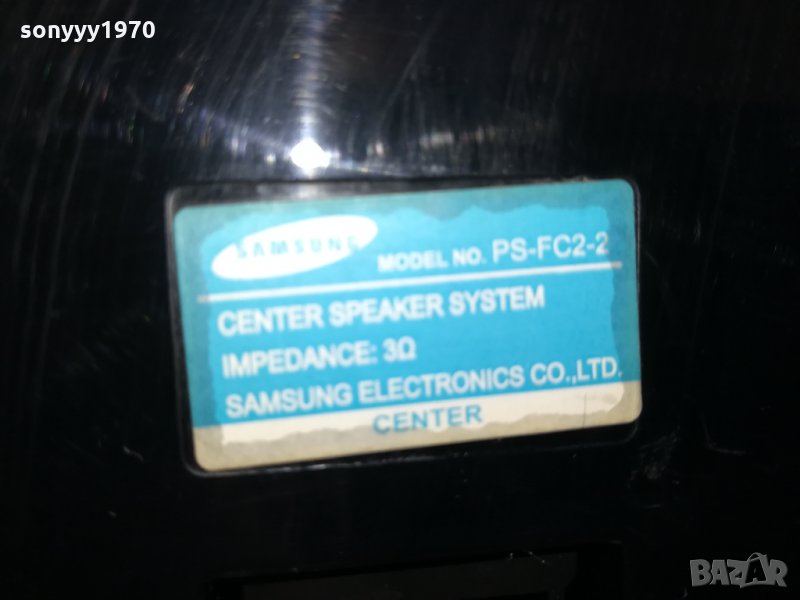 sonyyy1970
SAMSUNG MODEL NO. PS-FC2-2
CENTER SPEAKER SYSTEM
IMPEDANCE: 3Ω
SAMSUNG ELECTRONICS CO.,LTD.
CENTER
BAZAR